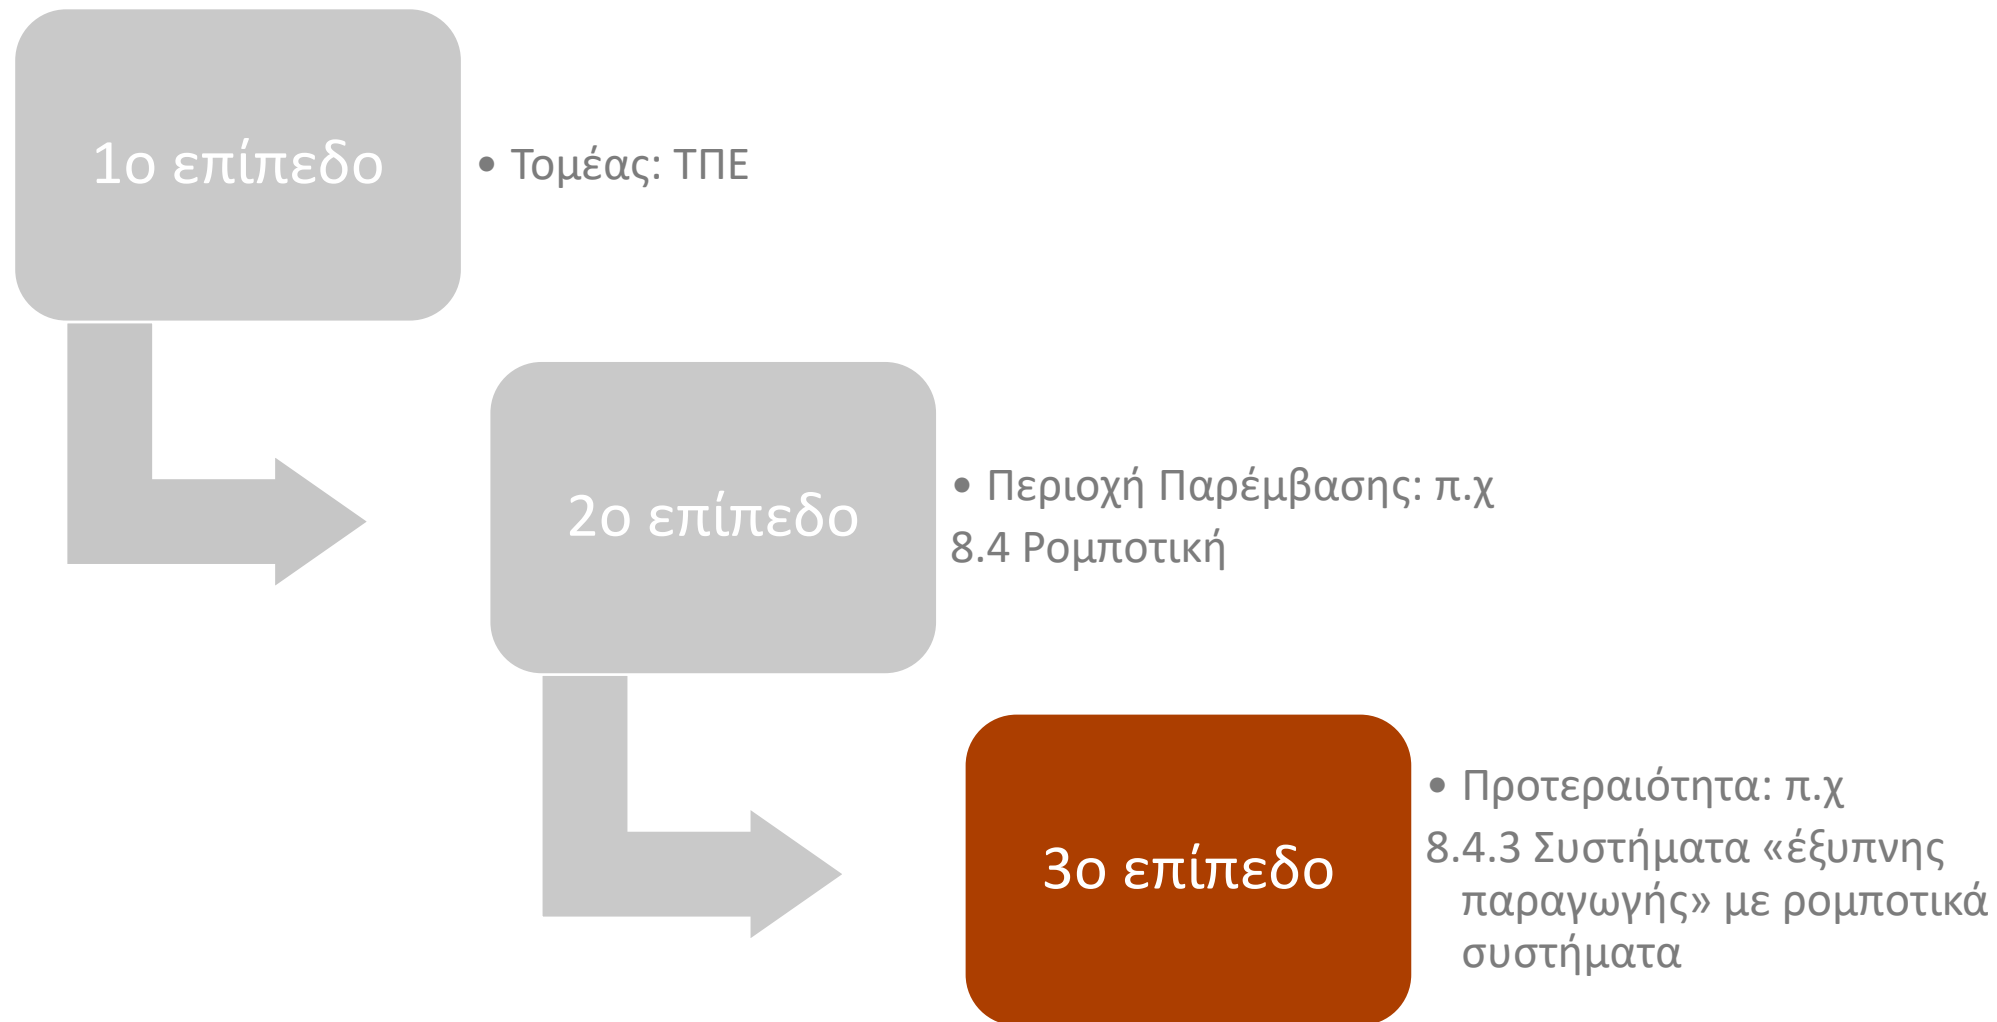 1ο επίπεδο
• Τομέας: ΤΠΕ
2ο επίπεδο
• Περιοχή Παρέμβασης: π.χ
8.4 Ρομποτική
3ο επίπεδο
• Προτεραιότητα: π.χ
8.4.3 Συστήματα «έξυπνης
παραγωγής» με ρομποτικά
συστήματα